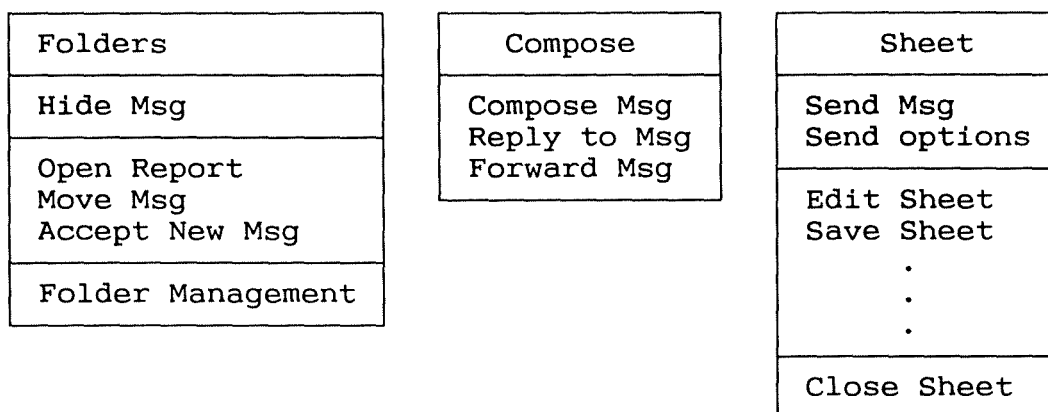 Folders
Hide Msg
Open Report
Move Msg
Accept New Msg
Folder Management
Compose
Compose Msg
Reply to Msg
Forward Msg
Sheet
Send Msg
Send options
Edit Sheet
Save Sheet
.
.
.
Close Sheet